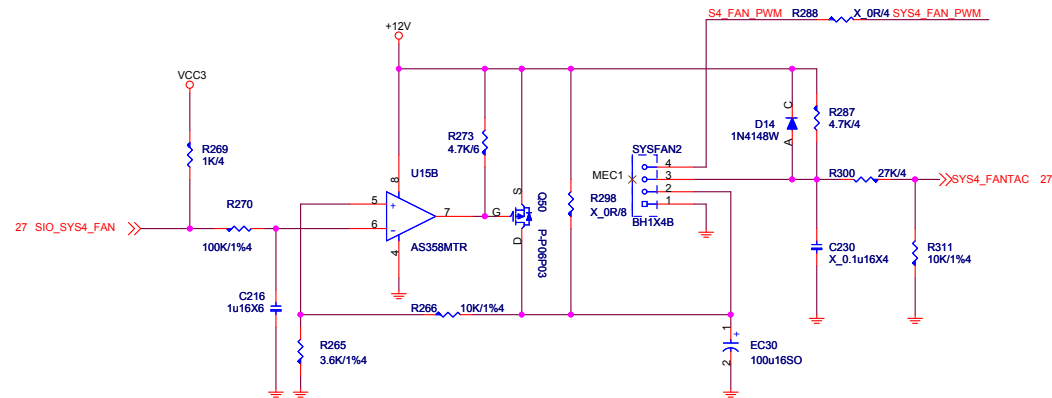 S4_FAN_PWM R288 X_0R/4 SYS4_FAN_PWM
+12V
VCC3
R269
1K/4
R273
4.7K/6
D14
1N4148W
C
A
R287
4.7K/4
U15B
8
5
+
6
-
7
4
AS358MTR
S
G
D
Q50
P-P06P03
R298
X_0R/8
SYSFAN2
MEC1
4
3
2
1
BH1X4B
R300 27K/4
SYS4_FANTAC 27
27 SIO_SYS4_FAN
R270
100K/1%4
C216
1u16X6
R266 10K/1%4
R265
3.6K/1%4
1
+
2
EC30
100u16SO
C230
X_0.1u16X4
R311
10K/1%4